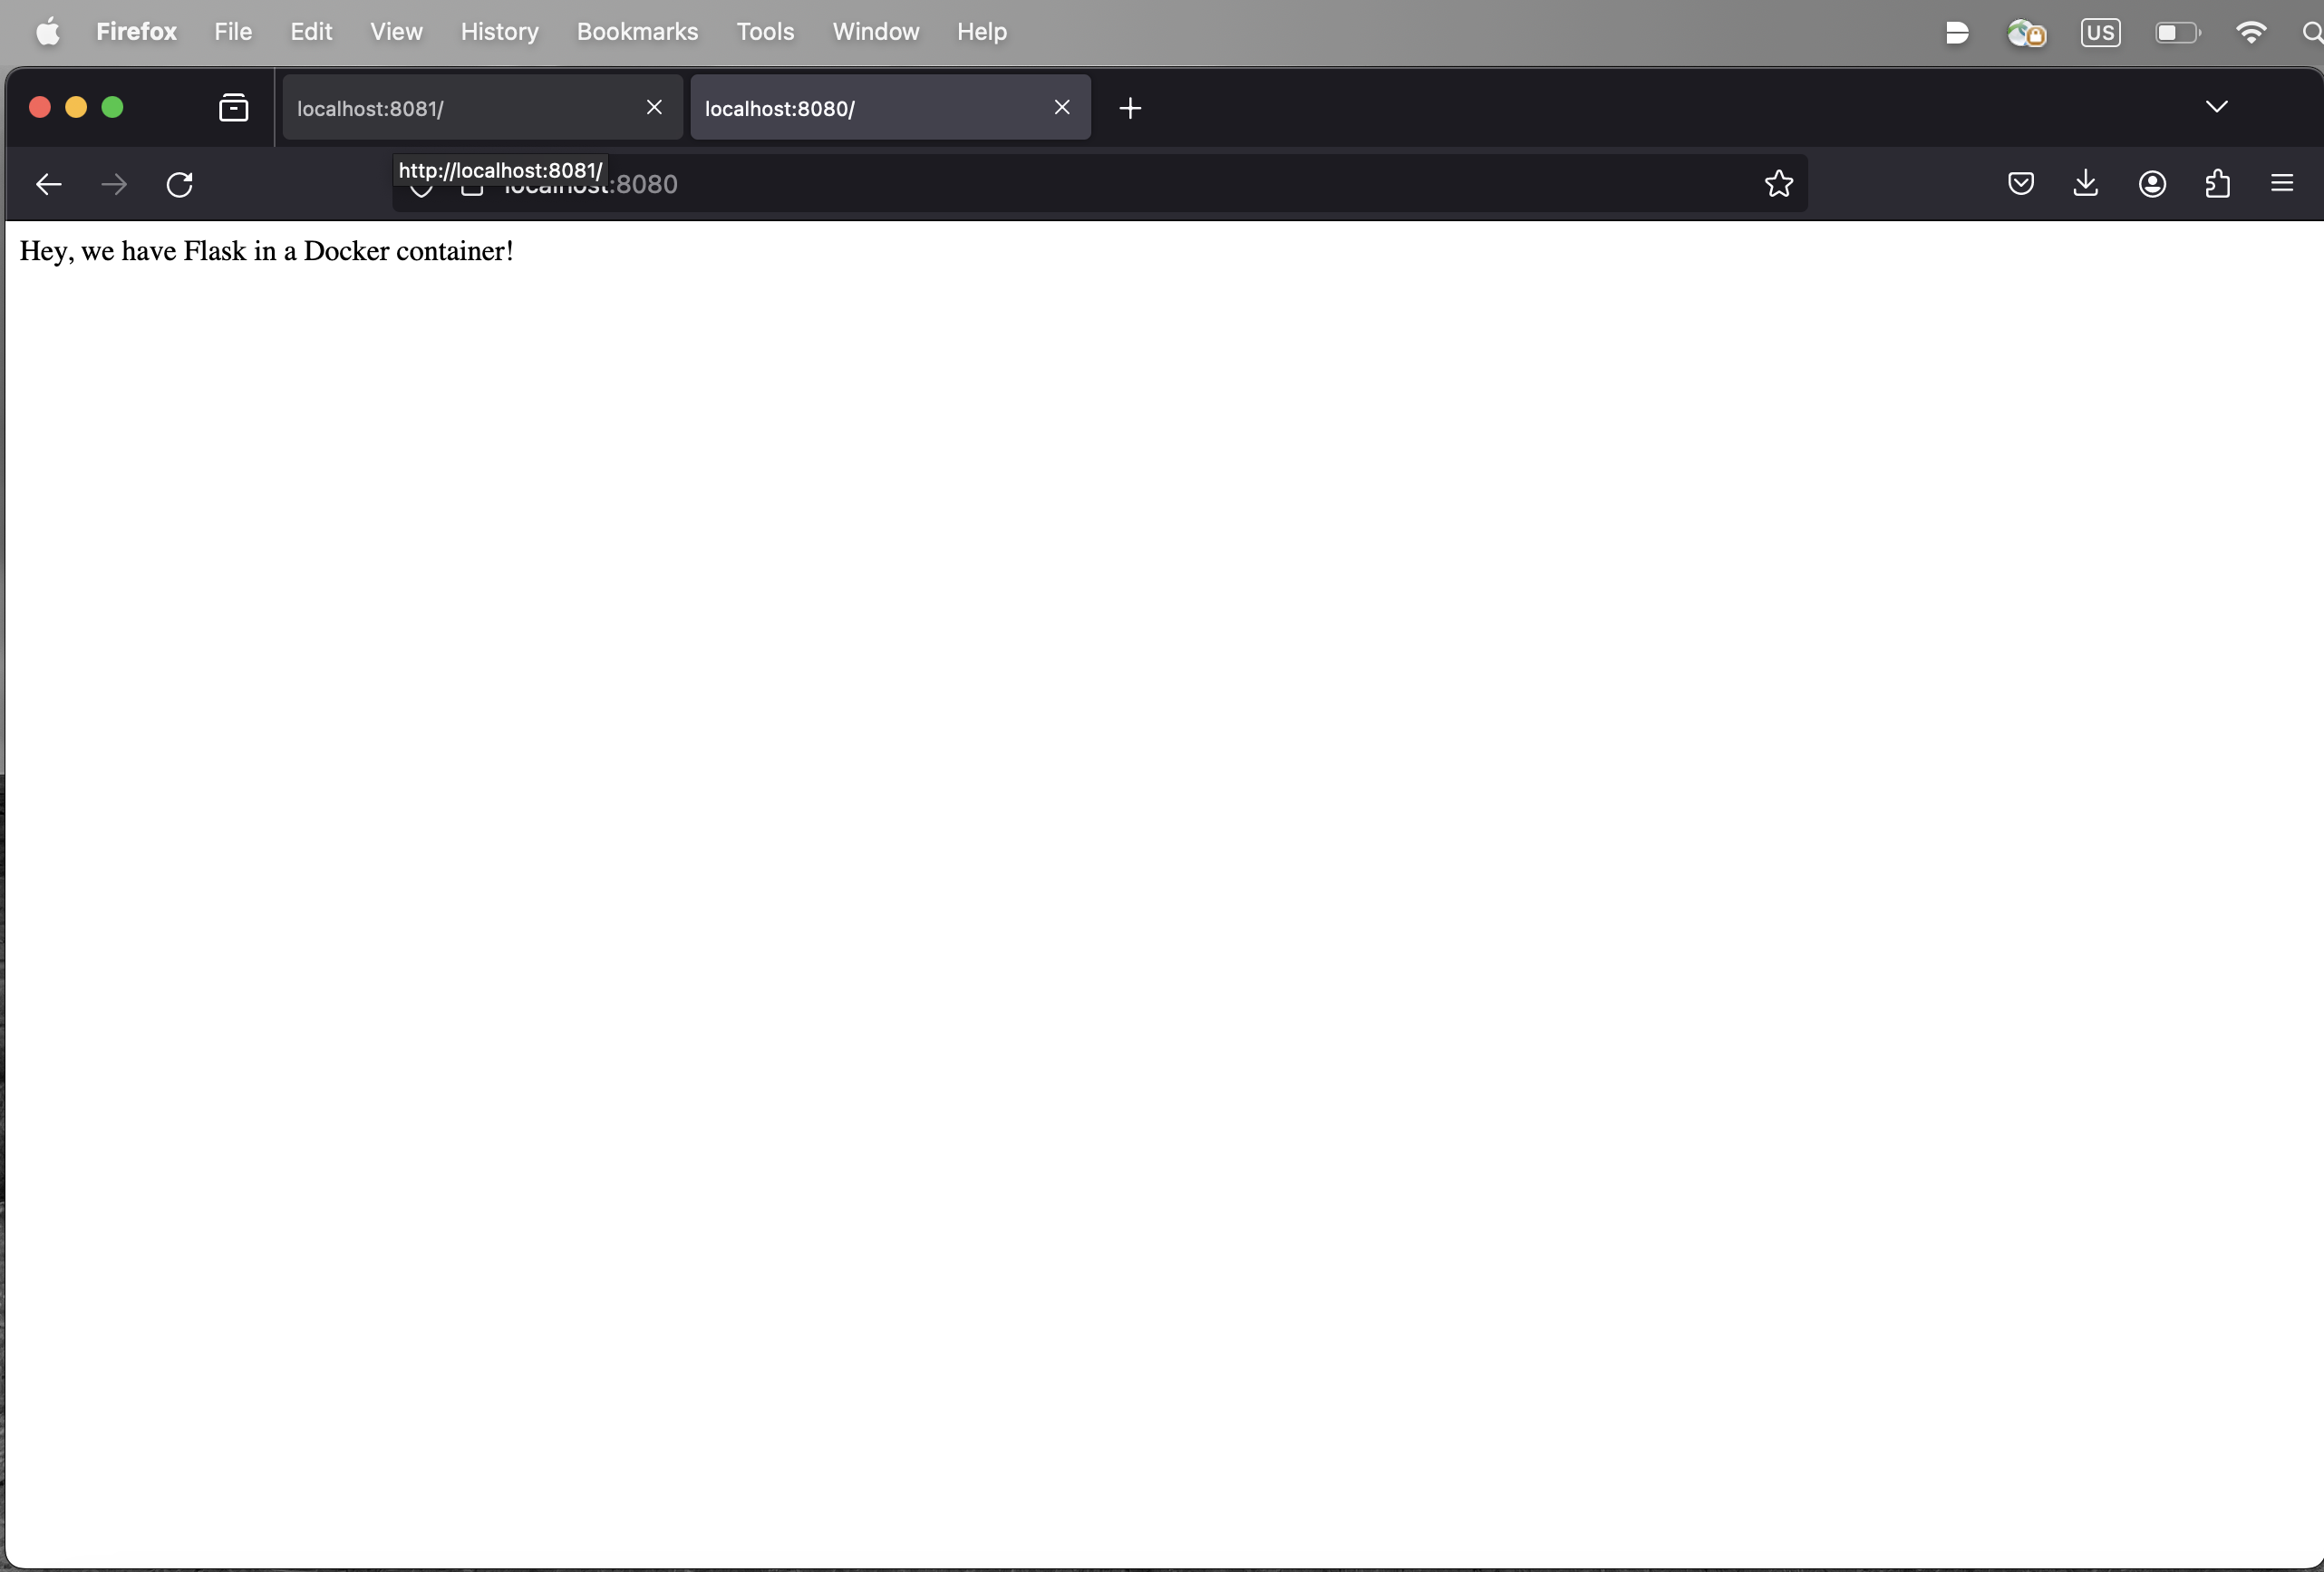 Firefox File Edit View History Bookmarks Tools Window Help US
localhost:8081/ localhost:8080/
http://localhost:8081/
localhost:8080
Hey, we have Flask in a Docker container!